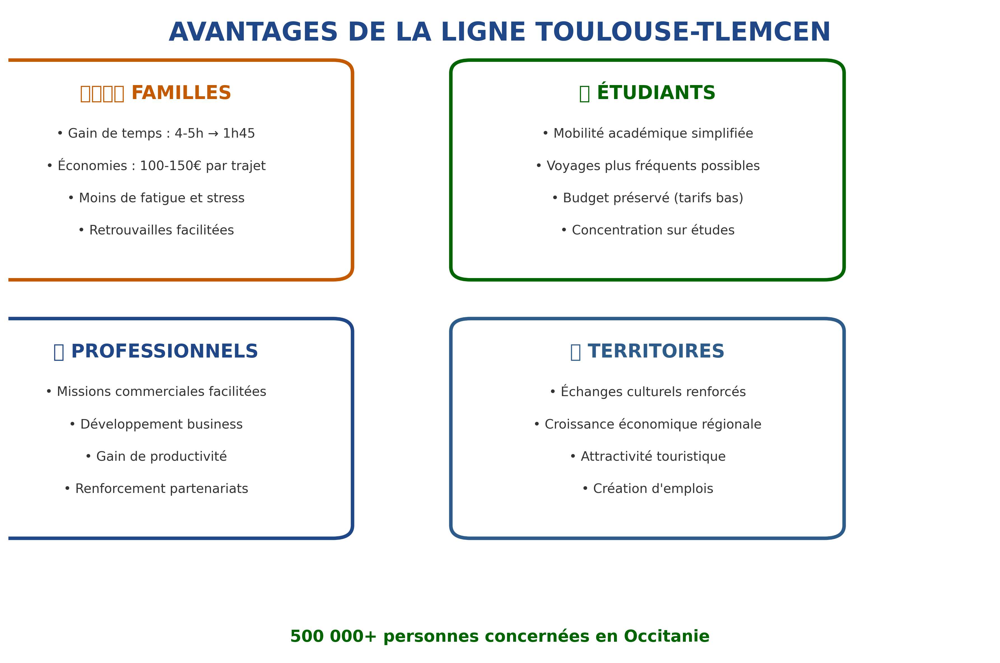 AVANTAGES DE LA LIGNE TOULOUSE-TLEMCEN
FAMILLES
• Gain de temps : 4-5h → 1h45
• Économies : 100-150€ par trajet
• Moins de fatigue et stress
• Retrouvailles facilitées
ÉTUDIANTS
• Mobilité académique simplifiée
• Voyages plus fréquents possibles
• Budget préservé (tarifs bas)
• Concentration sur études
PROFESSIONNELS
• Missions commerciales facilitées
• Développement business
• Gain de productivité
• Renforcement partenariats
TERRITOIRES
• Échanges culturels renforcés
• Croissance économique régionale
• Attractivité touristique
• Création d'emplois
500 000+ personnes concernées en Occitanie